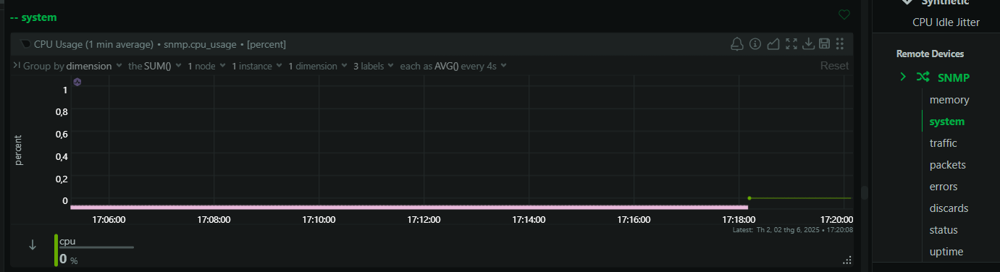 -- system
CPU Usage (1 min average) • snmp.cpu_usage • [percent]
Group by dimension the SUM() 1 node 1 instance 1 dimension 3 labels each as AVG() every 4s Reset
percent
1
0,8
0,6
0,4
0,2
0
17:06:00 17:08:00 17:10:00 17:12:00 17:14:00 17:16:00 17:18:00 17:20:00
Latest: Th 2, 02 thg 6, 2025 • 17:20:08
cpu
0 %
Synthetic
CPU Idle Jitter
Remote Devices
SNMP
memory
system
traffic
packets
errors
discards
status
uptime